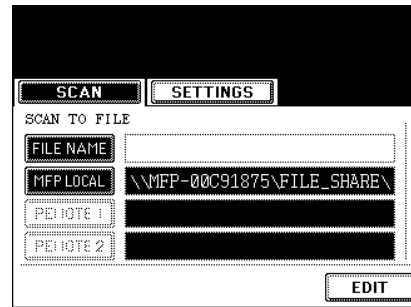 SCAN SETTINGS
SCAN TO FILE
FILE NAME
MFP LOCAL \\MFP-00C91875\FILE_SHARE\
REMOTE 1
REMOTE 2
EDIT